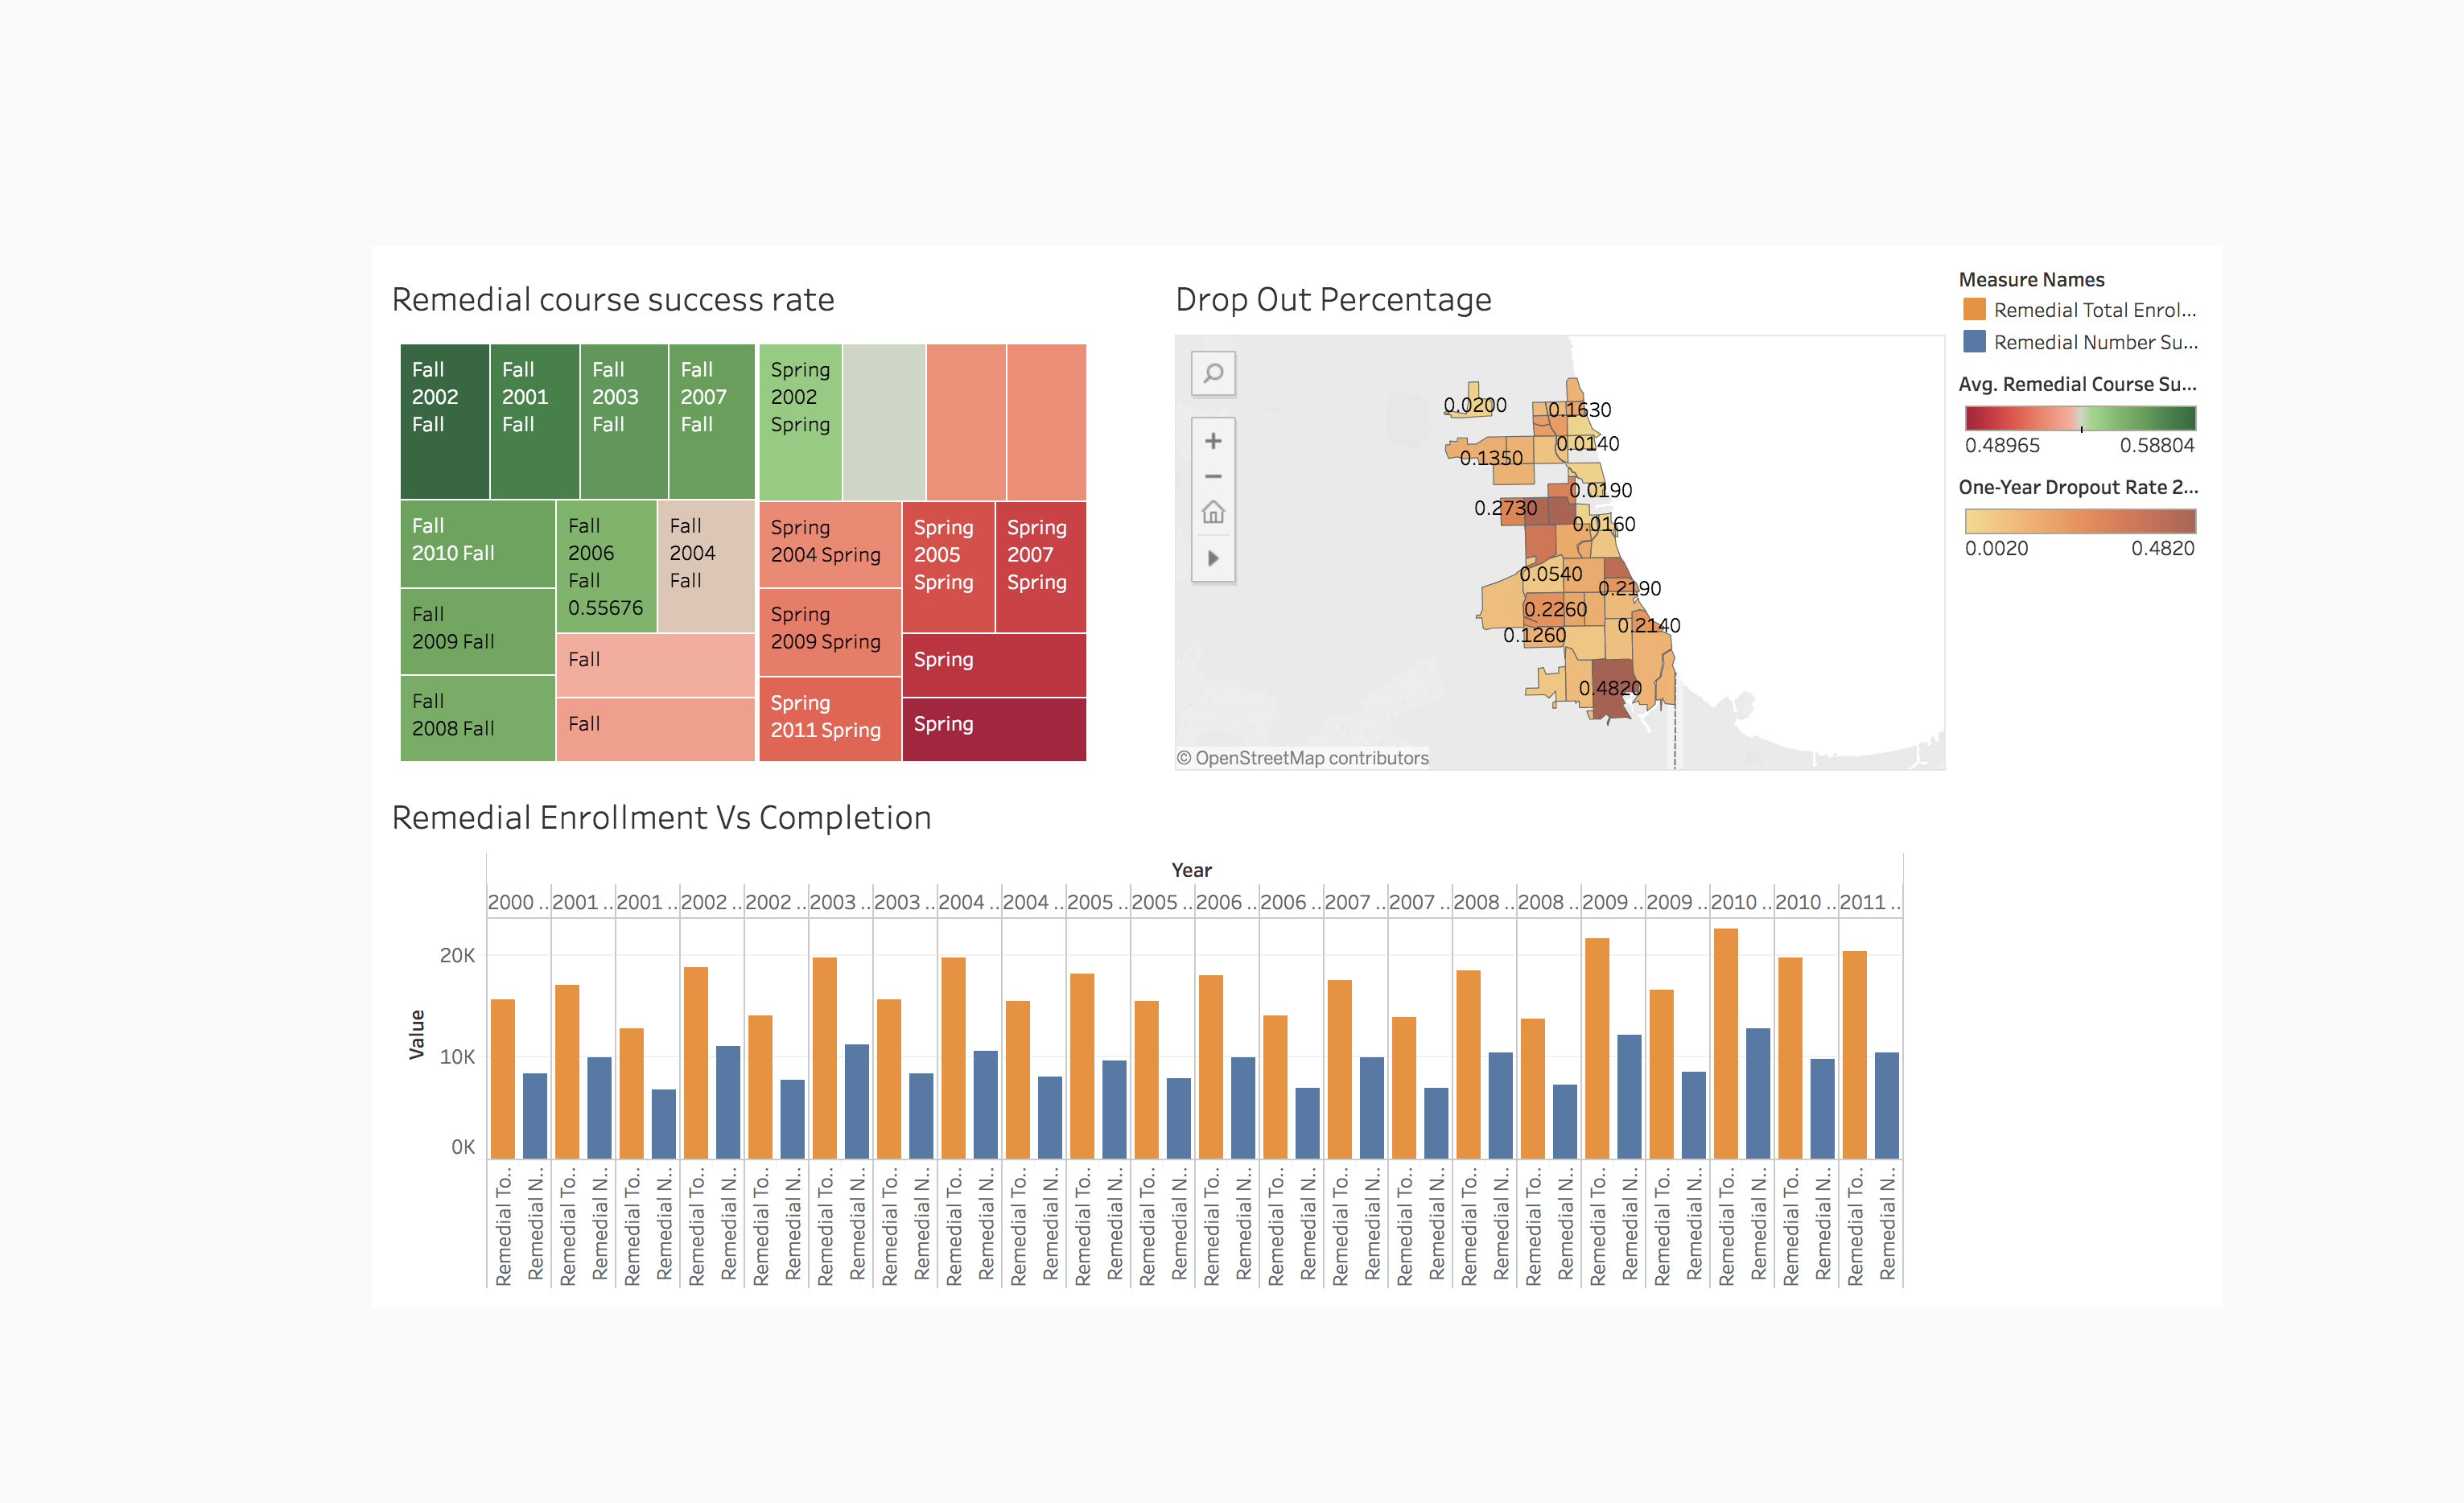 Remedial course success rate
Fall
2002
Fall
Fall
2001
Fall
Fall
2003
Fall
Fall
2007
Fall
Spring
2002
Spring
Fall
2010 Fall
Fall
2006
Fall
0.55676
Fall
2004
Fall
Spring
2004 Spring
Spring
2005
Spring
Spring
2007
Spring
Fall
2009 Fall
Spring
2009 Spring
Fall
Spring
Fall
2008 Fall
Fall
Spring
2011 Spring
Spring
Drop Out Percentage
0.0200
0.1630
0.0140
0.1350
0.0190
0.2730
0.0160
0.0540
0.2190
0.2260
0.2140
0.1260
0.4820
© OpenStreetMap contributors
Measure Names
Remedial Total Enrol...
Remedial Number Su...
Avg. Remedial Course Su...
0.48965 0.58804
One-Year Dropout Rate 2...
0.0020 0.4820
Remedial Enrollment Vs Completion
Year
2000 .. 2001 .. 2001 .. 2002 .. 2002 .. 2003 .. 2003 .. 2004 .. 2004 .. 2005 .. 2005 .. 2006 .. 2006 .. 2007 .. 2007 .. 2008 .. 2008 .. 2009 .. 2009 .. 2010 .. 2010 .. 2011 ..
Value
20K
10K
0K
Remedial To..
Remedial N..
Remedial To..
Remedial N..
Remedial To..
Remedial N..
Remedial To..
Remedial N..
Remedial To..
Remedial N..
Remedial To..
Remedial N..
Remedial To..
Remedial N..
Remedial To..
Remedial N..
Remedial To..
Remedial N..
Remedial To..
Remedial N..
Remedial To..
Remedial N..
Remedial To..
Remedial N..
Remedial To..
Remedial N..
Remedial To..
Remedial N..
Remedial To..
Remedial N..
Remedial To..
Remedial N..
Remedial To..
Remedial N..
Remedial To..
Remedial N..
Remedial To..
Remedial N..
Remedial To..
Remedial N..
Remedial To..
Remedial N..
Remedial To..
Remedial N..